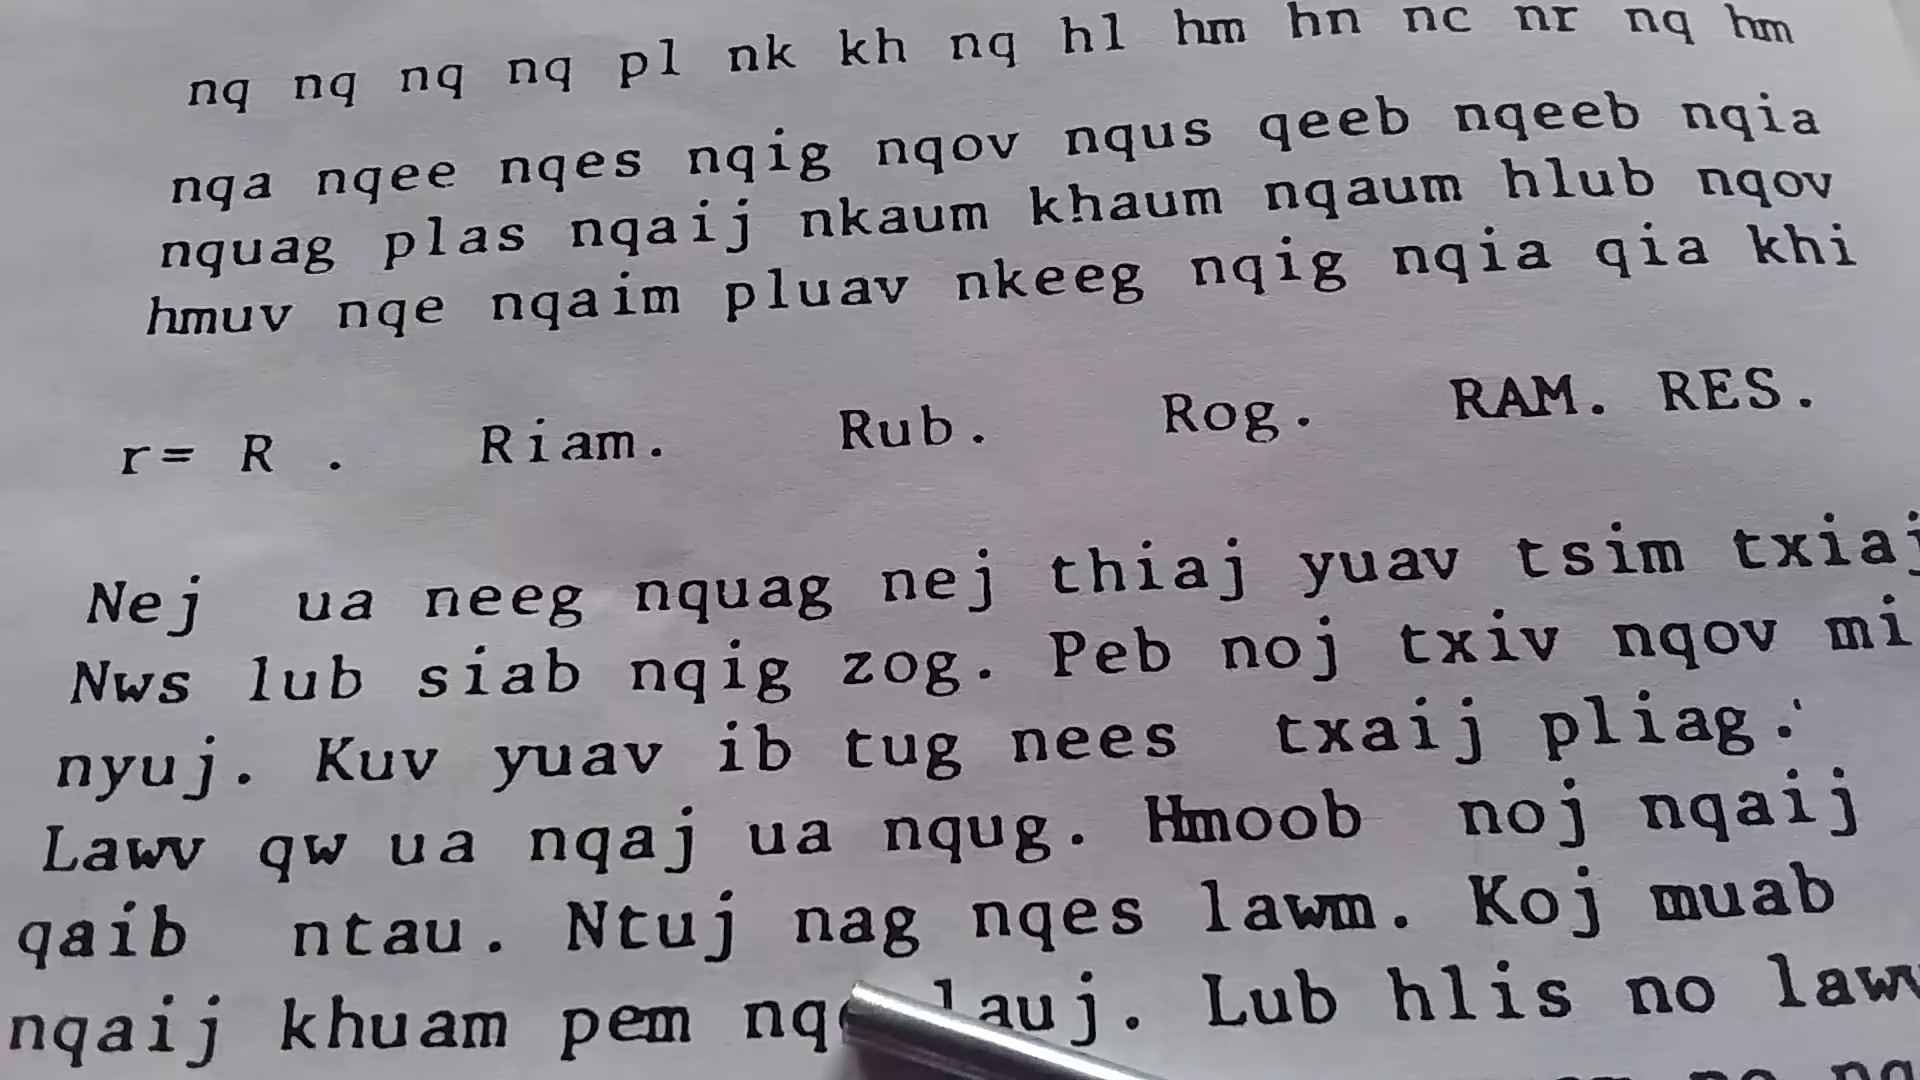 nq nq nq nq pl nk kh nq hl hm hn nc nr nq hm
nqa nqee nqes nqig nqov nqus qeeb nqeeb nqia
nquag plas nqaij nkaum khaum nqaum hlub nqov
hmuv nqe nqaim pluav nkeeg nqig nqia qia khi
r= R . Riam. Rub. Rog. RAM. RES.
Nej ua neeg nquag nej thiaj yuav tsim txiaj
Nws lub siab nqig zog. Peb noj txiv nqov mi
nyuj. Kuv yuav ib tug nees txaij pliag.
Lawv qw ua nqaj ua nqug. Hmoob noj nqaij
qaib ntau. Ntuj nag nqes lawm. Koj muab
nqaij khuam pem lauj. Lub hlis no lawv
no